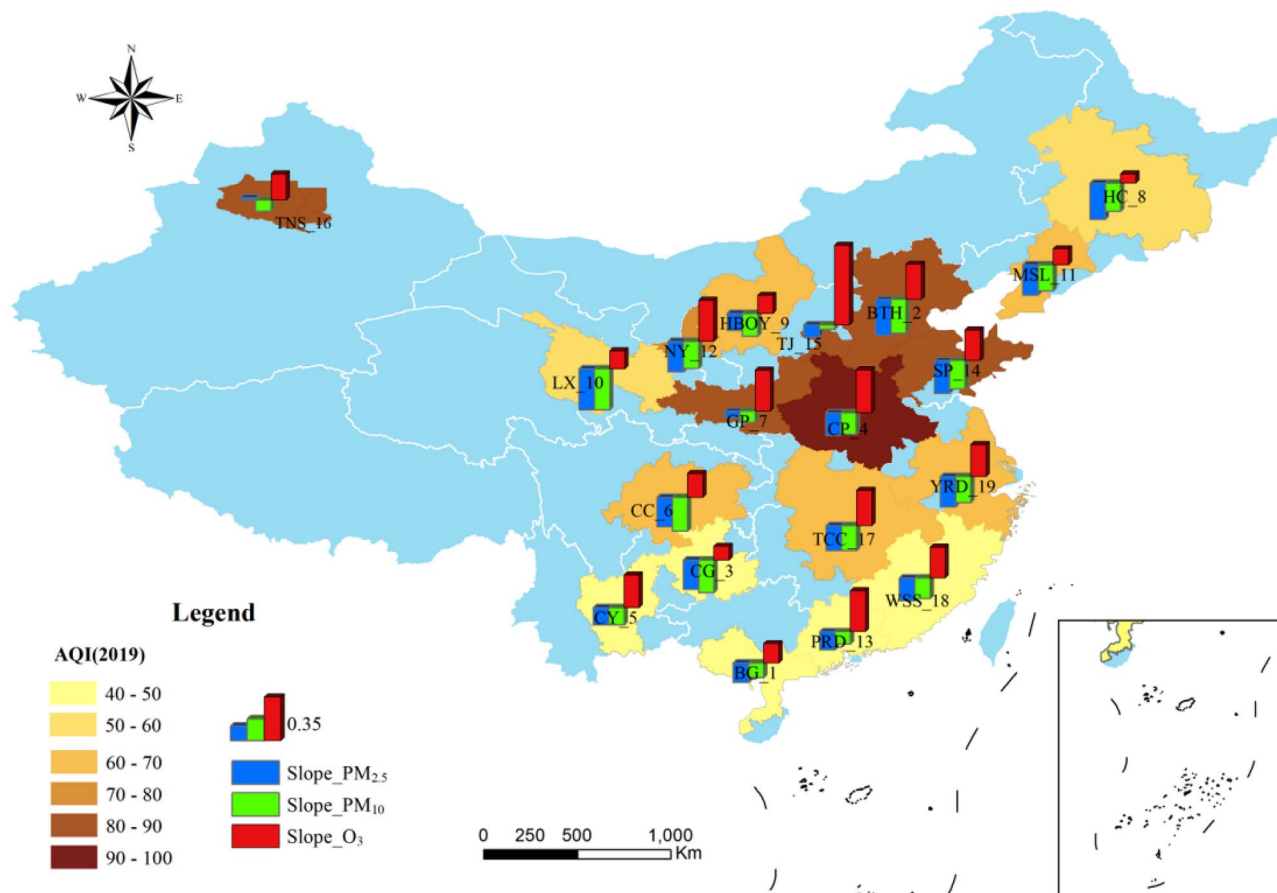 N
W E
S
TNS_16
HC_8
MSL_11
BTH_2
HBOY_9
TJ_15
NY_12
SP_14
LX_10
GP_7
CP_4
YRD_19
CC_6
TCC_17
CG_3
WSS_18
CY_5
PRD_13
BG_1
Legend
AQI(2019)
40 - 50
50 - 60
60 - 70
70 - 80
80 - 90
90 - 100
0.35
Slope_PM2.5
Slope_PM10
Slope_O3
0 250 500 1,000
Km